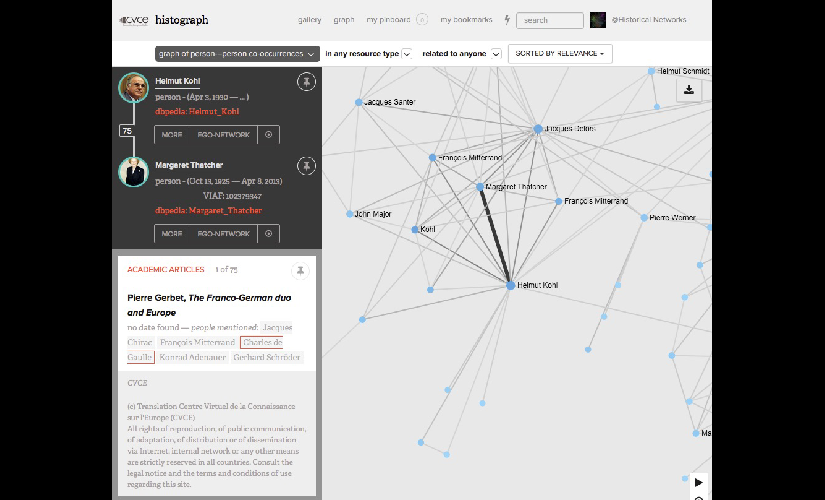 CVCE histograph gallery graph my pinboard my bookmarks search @Historical Networks
graph of person—person co-occurrences in any resource type related to anyone SORTED BY RELEVANCE
Helmut Kohl
person - (Apr 3, 1930 — ... )
dbpedia: Helmut_Kohl
MORE EGO-NETWORK
75
Margaret Thatcher
person - (Oct 13, 1925 — Apr 8, 2013)
VIAF: 102379347
dbpedia: Margaret_Thatcher
MORE EGO-NETWORK
ACADEMIC ARTICLES 1 of 75
Pierre Gerbet, The Franco-German duo
and Europe
no date found — people mentioned: Jacques
Chirac François Mitterrand Charles de
Gaulle Konrad Adenauer Gerhard Schröder
CVCE
(c) Translation Centre Virtuel de la Connaissance
sur l'Europe (CVCE)
All rights of reproduction, of public communication,
of adaptation, of distribution or of dissemination
via Internet, internal network or any other means
are strictly reserved in all countries. Consult the
legal notice and the terms and conditions of use
regarding this site.
Helmut Schmidt
Jacques Santer
Jacques Delors
François Mitterrand
Margaret Thatcher
François Mitterrand
John Major
Pierre Werner
Kohl
Helmut Kohl
Ma